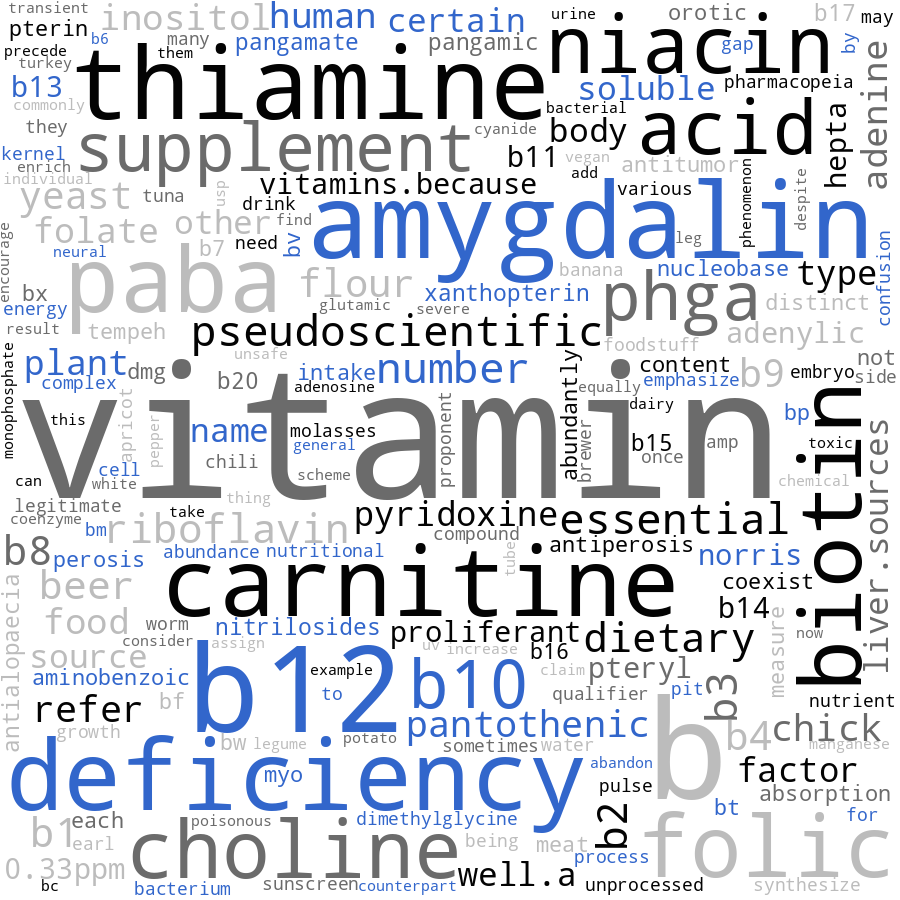 transient
pterin
inositol
human
certain
urine
orotic
b17
may
precede
b6
many
them
pangamate
pangamic
niacin
gap
by
turkey
b13
commonly
thiamine
soluble
pharmacopeia
adenine
they
supplement
cyanide
bacterial
body
acid
hepta
kernel
enrich
individual
b11
vegan
add
antitumor
yeast
tuna
usp
vitamins.because
drink
various
phenomenon
despite
folate
other
find
amygdalin
leg
encourage
neural
b7
need
bv
confusion
bx
energy
paba
flour
banana
nucleobase
type
glutamic
severe
xanthopterin
phga
distinct
result
tempeh
pseudoscientific
adenylic
foodstuff
unsafe
plant
dmg
b20
intake
number
abundantly
content
b9
embryo
not
side
complex
adenosine
equally
emphasize
monophosphate
this
apricot
pepper
name
molasses
general
proponent
brewer
dairy
b15
once
amp
bp
toxic
biotin
vitamin
cell
white
chili
scheme
can
chemical
legitimate
thing
take
coenzyme
bm
riboflavin
pyridoxine
compound
essential
b8
perosis
abundance
nutritional
tube
antiperosis
norris
liver.sources
beer
carnitine
coexist
b14
antialopaecia
food
worm
consider
nitrilosides
assign
proliferant
uv
increase
b16
dietary
measure
now
source
aminobenzoic
bf
b12
example
to
b10
claim
pteryl
qualifier
pit
b3
nutrient
refer
growth
bw
legume
potato
pantothenic
sometimes
water
b
b4
chick
manganese
deficiency
myo
abandon
pulse
factor
absorption
b1
each
earl
poisonous
dimethylglycine
being
meat
b2
bt
for
0.33ppm
choline
process
folic
bc
bacterium
sunscreen
counterpart
well.a
unprocessed
synthesize